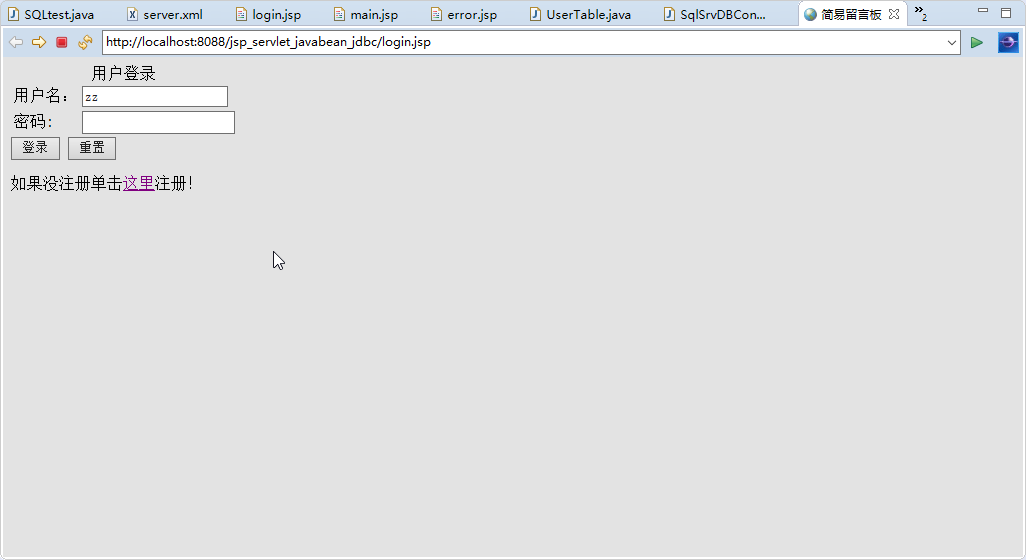 SQLtest.java server.xml login.jsp main.jsp error.jsp UserTable.java SqlSrvDBCon... 简易留言板 »2
http://localhost:8088/jsp_servlet_javabean_jdbc/login.jsp
用户登录
用户名： zz
密码：
登录 重置
如果没注册单击这里注册！